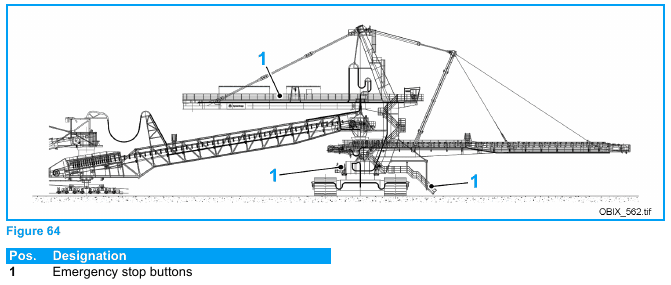 1
1
1
OBIX_562.tif
Figure 64
Pos. Designation
1 Emergency stop buttons